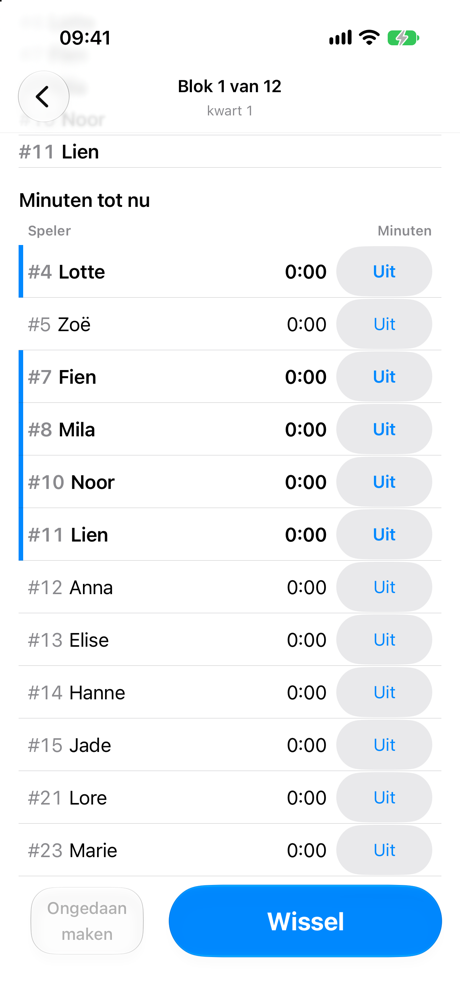 09:41
Blok 1 van 12
kwart 1
Noor
#11 Lien
Minuten tot nu
Speler Minuten
#4 Lotte 0:00 Uit
#5 Zoë 0:00 Uit
#7 Fien 0:00 Uit
#8 Mila 0:00 Uit
#10 Noor 0:00 Uit
#11 Lien 0:00 Uit
#12 Anna 0:00 Uit
#13 Elise 0:00 Uit
#14 Hanne 0:00 Uit
#15 Jade 0:00 Uit
#21 Lore 0:00 Uit
#23 Marie 0:00 Uit
Ongedaan
maken
Wissel